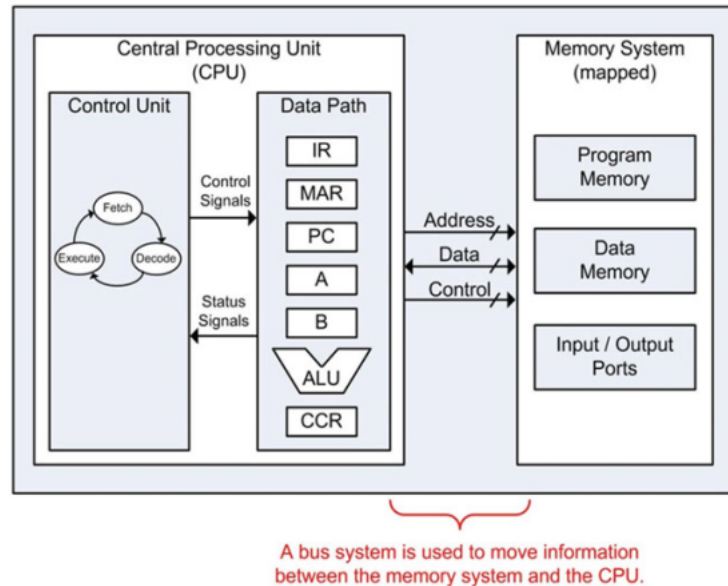 Central Processing Unit
(CPU)
Control Unit
Fetch
Decode
Execute
Control
Signals
Status
Signals
Data Path
IR
MAR
PC
A
B
ALU
CCR
Address
Data
Control
Memory System
(mapped)
Program
Memory
Data
Memory
Input / Output
Ports
A bus system is used to move information
between the memory system and the CPU.